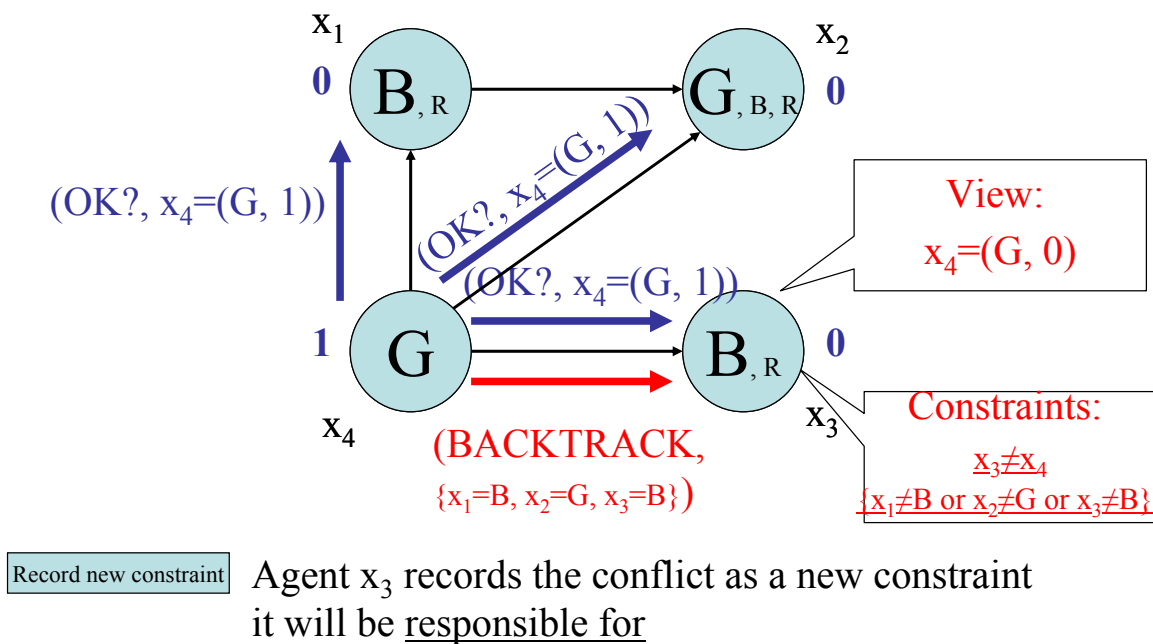 x₁
x₂
0
B, R
G, B, R
0
(OK?, x₄=(G, 1))
(OK?, x₄=(G, 1))
View:
x₄=(G, 0)
(OK?, x₄=(G, 1))
1
G
B, R
0
x₄
x₃
(BACKTRACK,
{x₁=B, x₂=G, x₃=B})
Constraints:
x₃≠x₄
{x₁≠B or x₂≠G or x₃≠B}
Record new constraint
Agent x₃ records the conflict as a new constraint
it will be responsible for